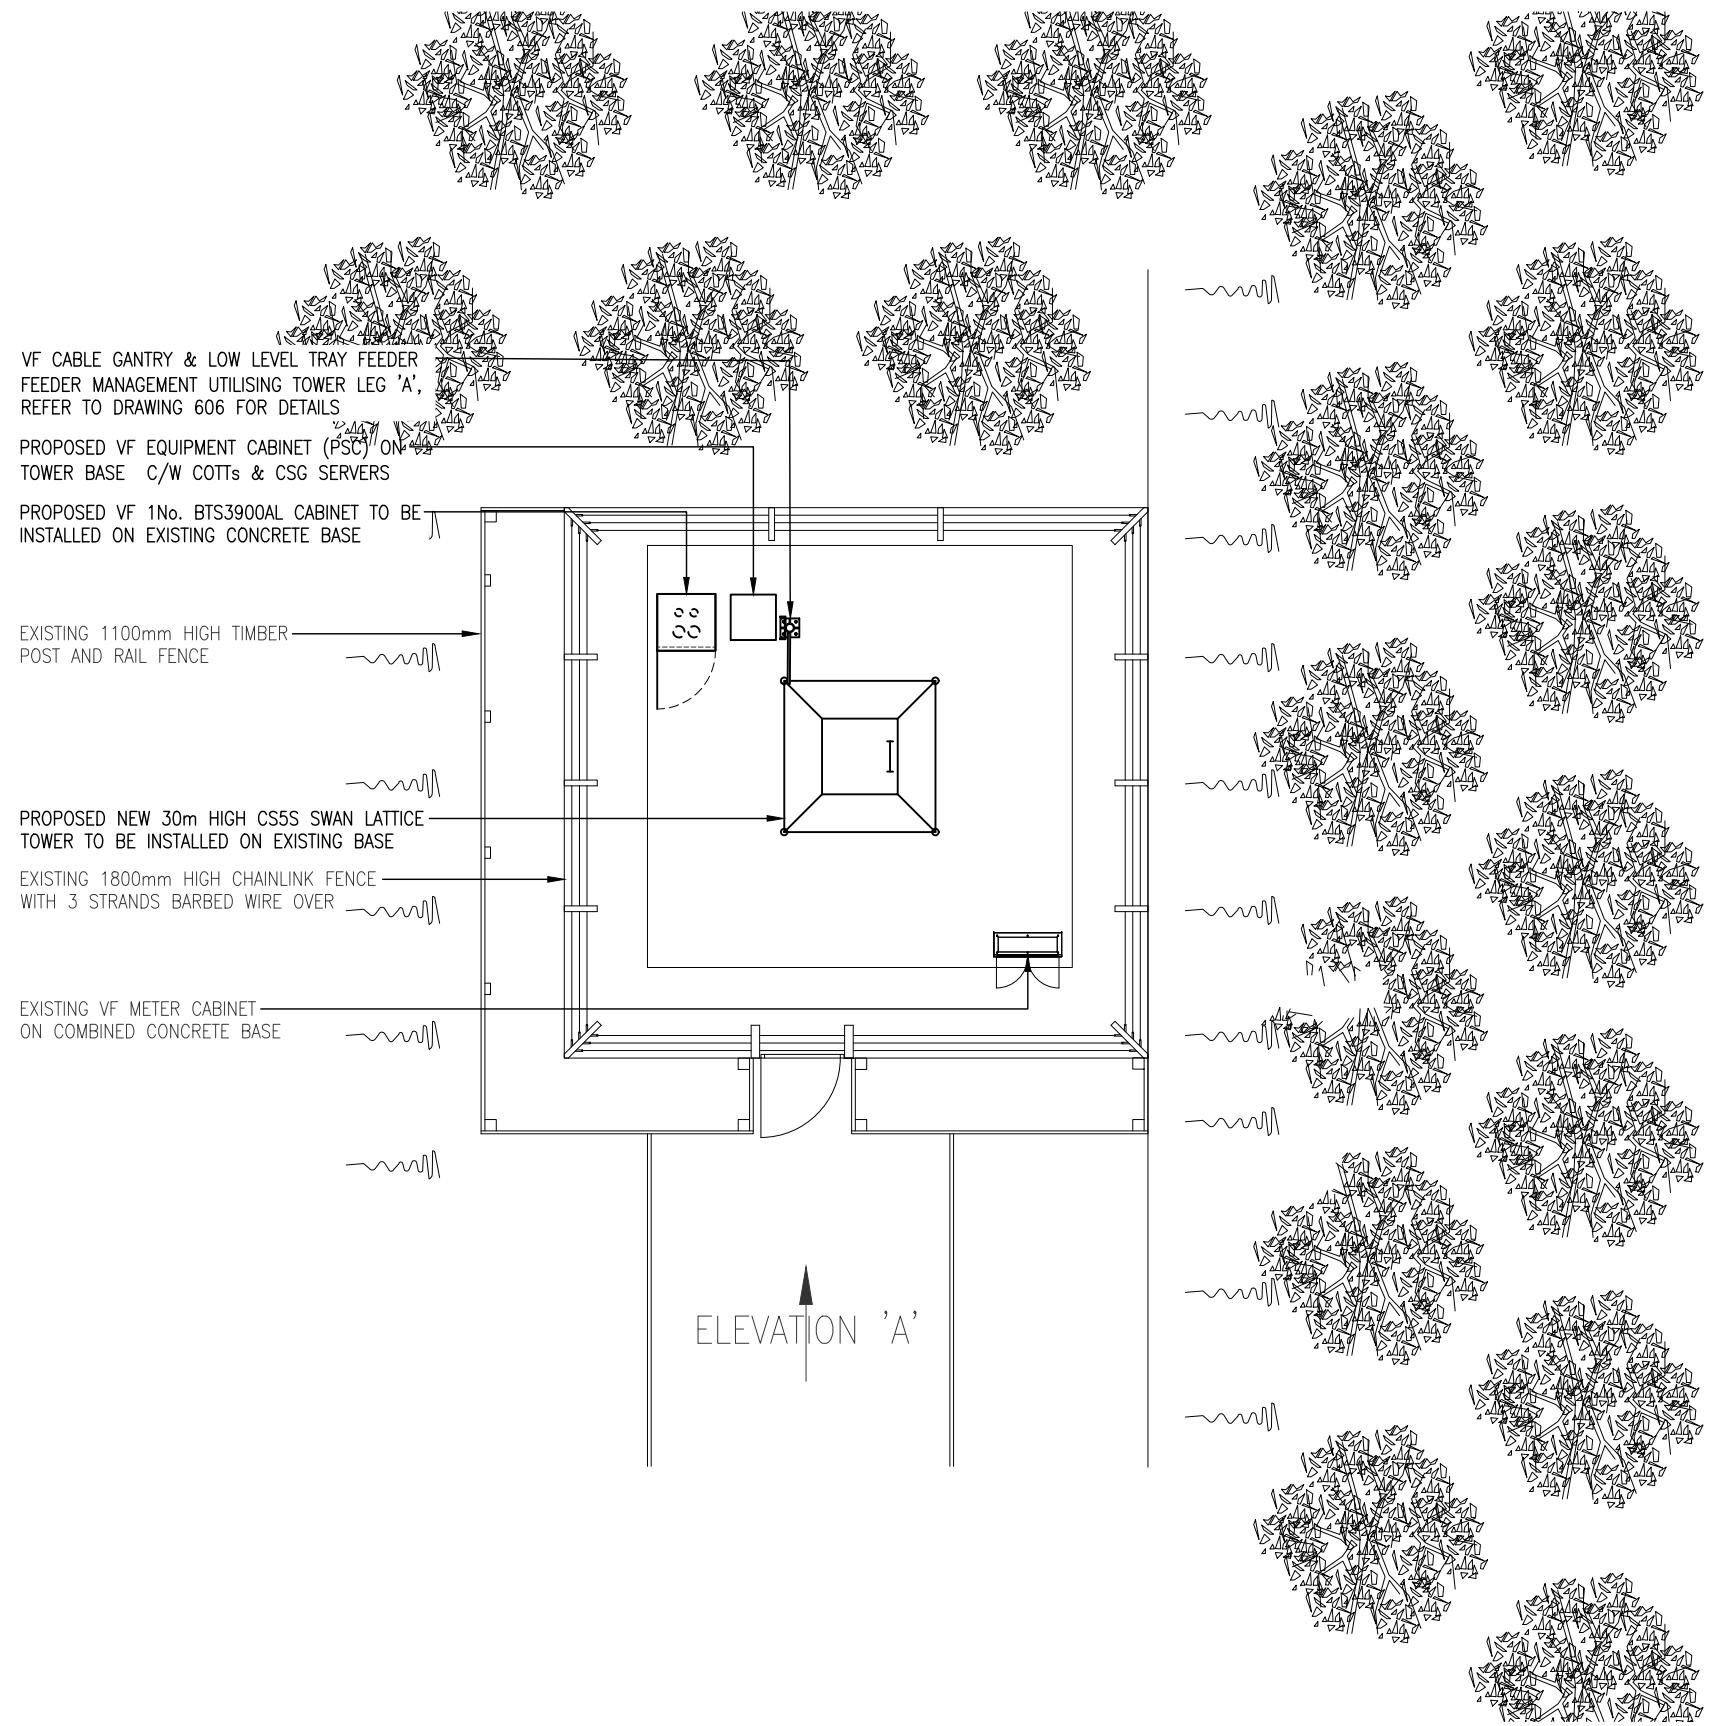 VF CABLE GANTRY & LOW LEVEL TRAY FEEDER
FEEDER MANAGEMENT UTILISING TOWER LEG 'A',
REFER TO DRAWING 606 FOR DETAILS
PROPOSED VF EQUIPMENT CABINET (PSC) ON
TOWER BASE C/W COTTs & CSG SERVERS
PROPOSED VF 1No. BTS3900AL CABINET TO BE
INSTALLED ON EXISTING CONCRETE BASE
EXISTING 1100mm HIGH TIMBER
POST AND RAIL FENCE
PROPOSED NEW 30m HIGH CS5S SWAN LATTICE
TOWER TO BE INSTALLED ON EXISTING BASE
EXISTING 1800mm HIGH CHAINLINK FENCE
WITH 3 STRANDS BARBED WIRE OVER
EXISTING VF METER CABINET
ON COMBINED CONCRETE BASE
ELEVATION 'A'